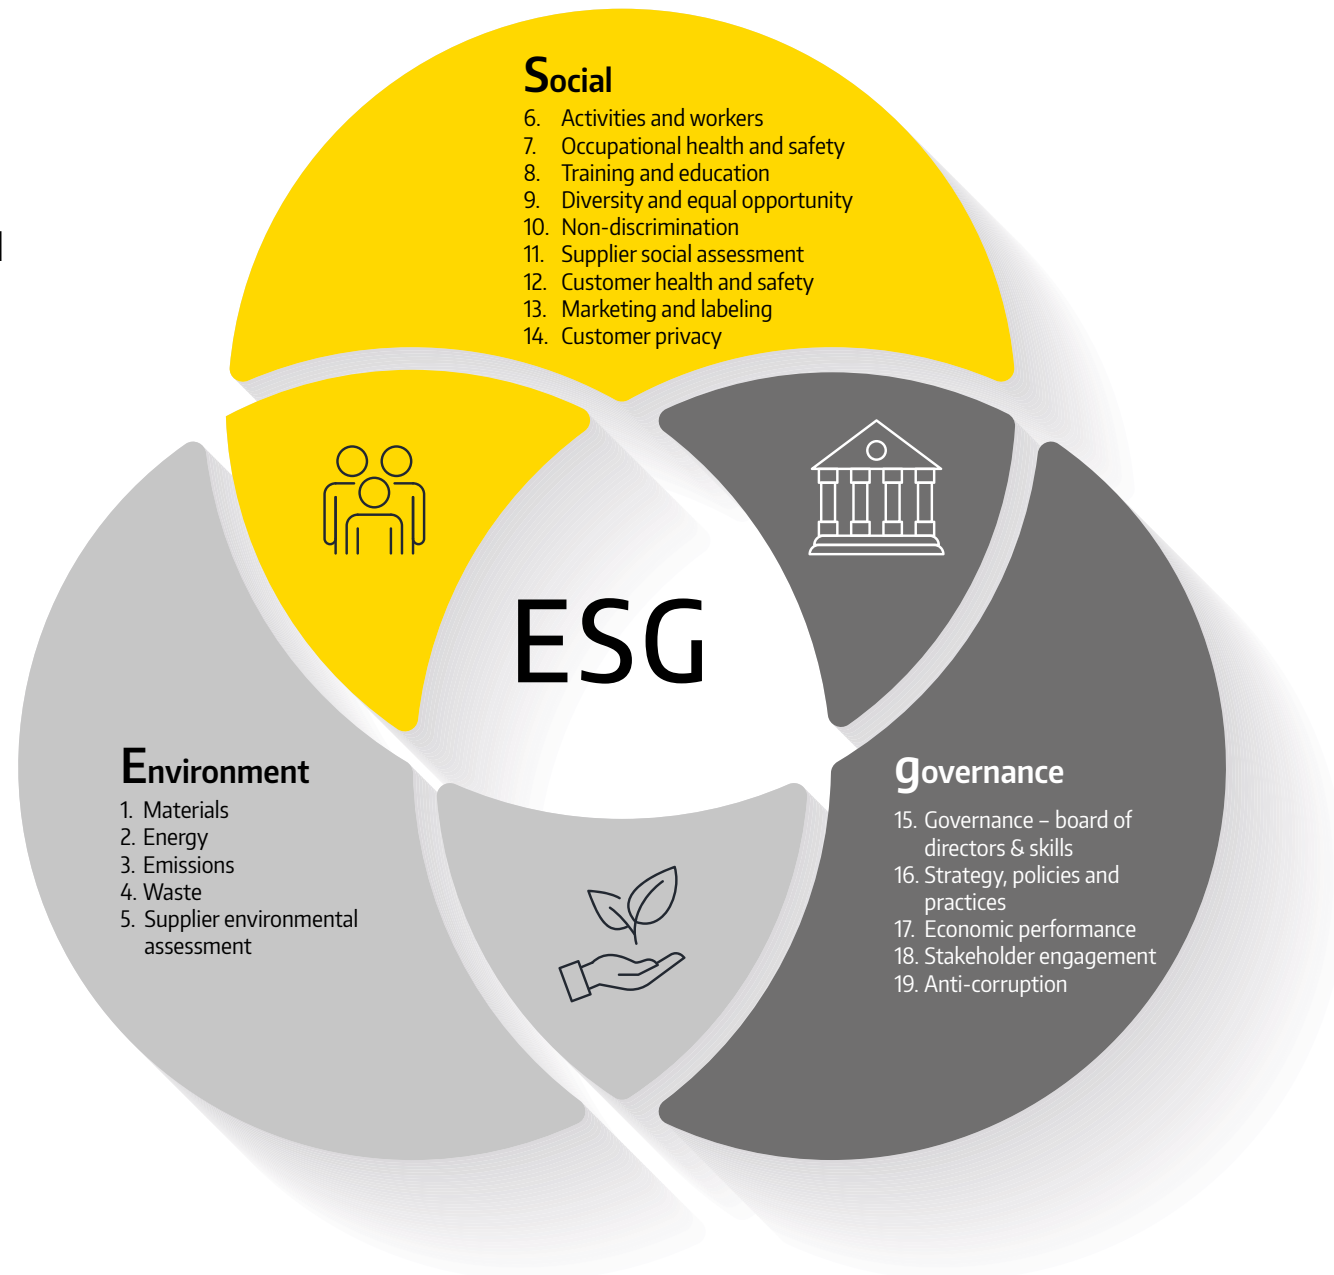 Social
6. Activities and workers
7. Occupational health and safety
8. Training and education
9. Diversity and equal opportunity
10. Non-discrimination
11. Supplier social assessment
12. Customer health and safety
13. Marketing and labeling
14. Customer privacy
ESG
Environment
1. Materials
2. Energy
3. Emissions
4. Waste
5. Supplier environmental
assessment
governance
15. Governance – board of
directors & skills
16. Strategy, policies and
practices
17. Economic performance
18. Stakeholder engagement
19. Anti-corruption